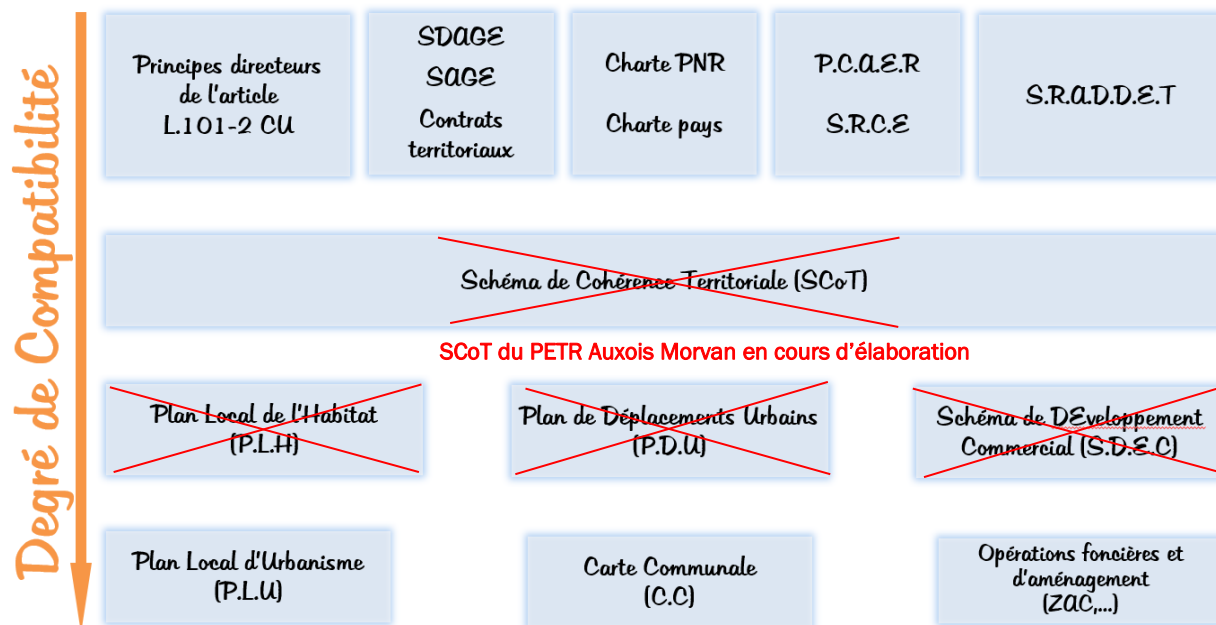 Degré de Compatibilité
Principes directeurs
de l'article
L.101-2 CU
SDAGE
SAGE
Contrats
territoriaux
Charte PNR
Charte pays
P.C.A.E.R
S.R.C.E
S.R.A.D.D.E.T
Schéma de Cohérence Territoriale (SCoT)
SCoT du PETR Auxois Morvan en cours d'élaboration
Plan Local de l'Habitat
(P.L.H)
Plan de Déplacements Urbains
(P.D.U)
Schéma de DEveloppement
Commercial (S.D.E.C)
Plan Local d'Urbanisme
(P.L.U)
Carte Communale
(C.C)
Opérations foncières et
d'aménagement
(ZAC,...)